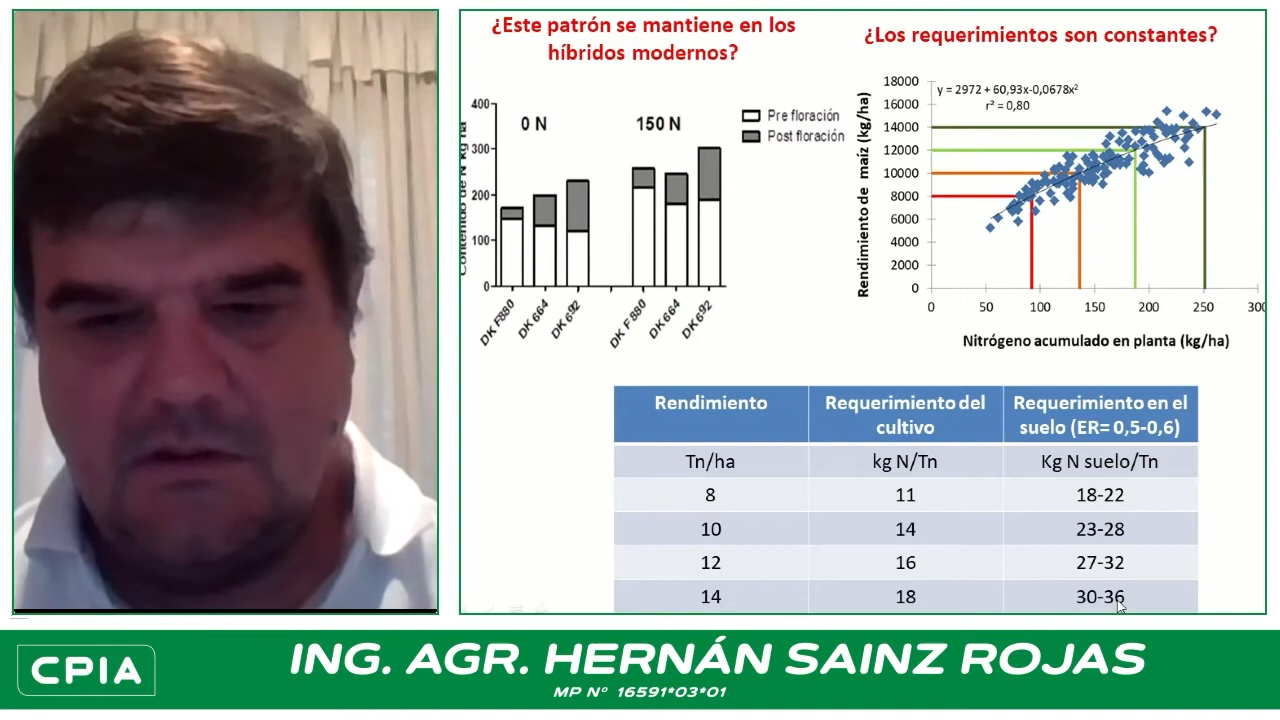 ¿Este patrón se mantiene en los
híbridos modernos?
400
300
200
100
0
0 N
150 N
Pre floración
Post floración
DK F880
DK 664
DK 692
DK F 880
DK 664
DK 692
¿Los requerimientos son constantes?
y = 2972 + 60,93x-0,0678x²
r² = 0,80
Rendimiento de maíz (kg/ha)
18000
16000
14000
12000
10000
8000
6000
4000
2000
0
0 50 100 150 200 250 300
Nitrógeno acumulado en planta (kg/ha)
Rendimiento Requerimiento del Requerimiento en el
cultivo suelo (ER= 0,5-0,6)
Tn/ha kg N/Tn Kg N suelo/Tn
8 11 18-22
10 14 23-28
12 16 27-32
14 18 30-36
CPIA
ING. AGR. HERNÁN SAINZ ROJAS
MP Nº 16591*03*01